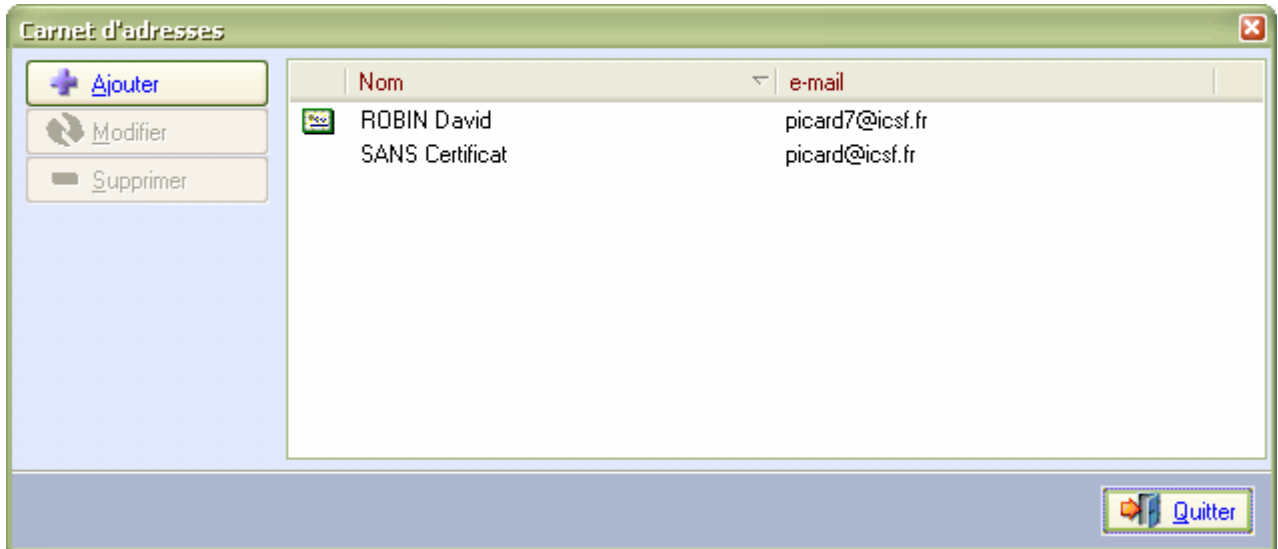 Carnet d'adresses
Ajouter
Modifier
Supprimer
Nom e-mail
ROBIN David picard7@icsf.fr
SANS Certificat picard@icsf.fr
Quitter